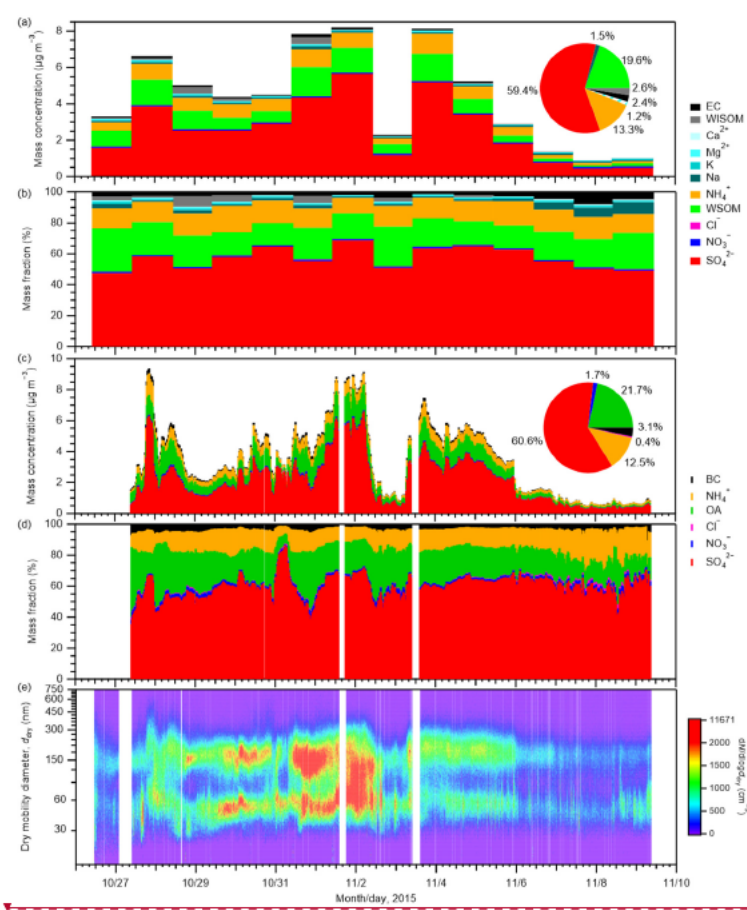 (a)
Mass concentration (µg m⁻³)
8
6
4
2
0
1.5%
19.6%
2.6%
2.4%
1.2%
13.3%
59.4%
EC
WISOM
Ca²⁺
Mg²⁺
K
Na
NH₄⁺
WSOM
Cl⁻
NO₃⁻
SO₄²⁻
(b)
Mass fraction (%)
100
80
60
40
20
0
(c)
Mass concentration (µg m⁻³)
10
8
6
4
2
0
1.7%
21.7%
3.1%
0.4%
12.5%
60.6%
BC
NH₄⁺
OA
Cl⁻
NO₃⁻
SO₄²⁻
(d)
Mass fraction (%)
100
80
60
40
20
0
(e)
Dry mobility diameter, d_dry (nm)
750
600
450
300
150
60
30
11671
2000
1500
1000
500
0
dN/dlogd_dry (cm⁻³)
10/27 10/29 10/31 11/2 11/4 11/6 11/8 11/10
Month/day, 2015